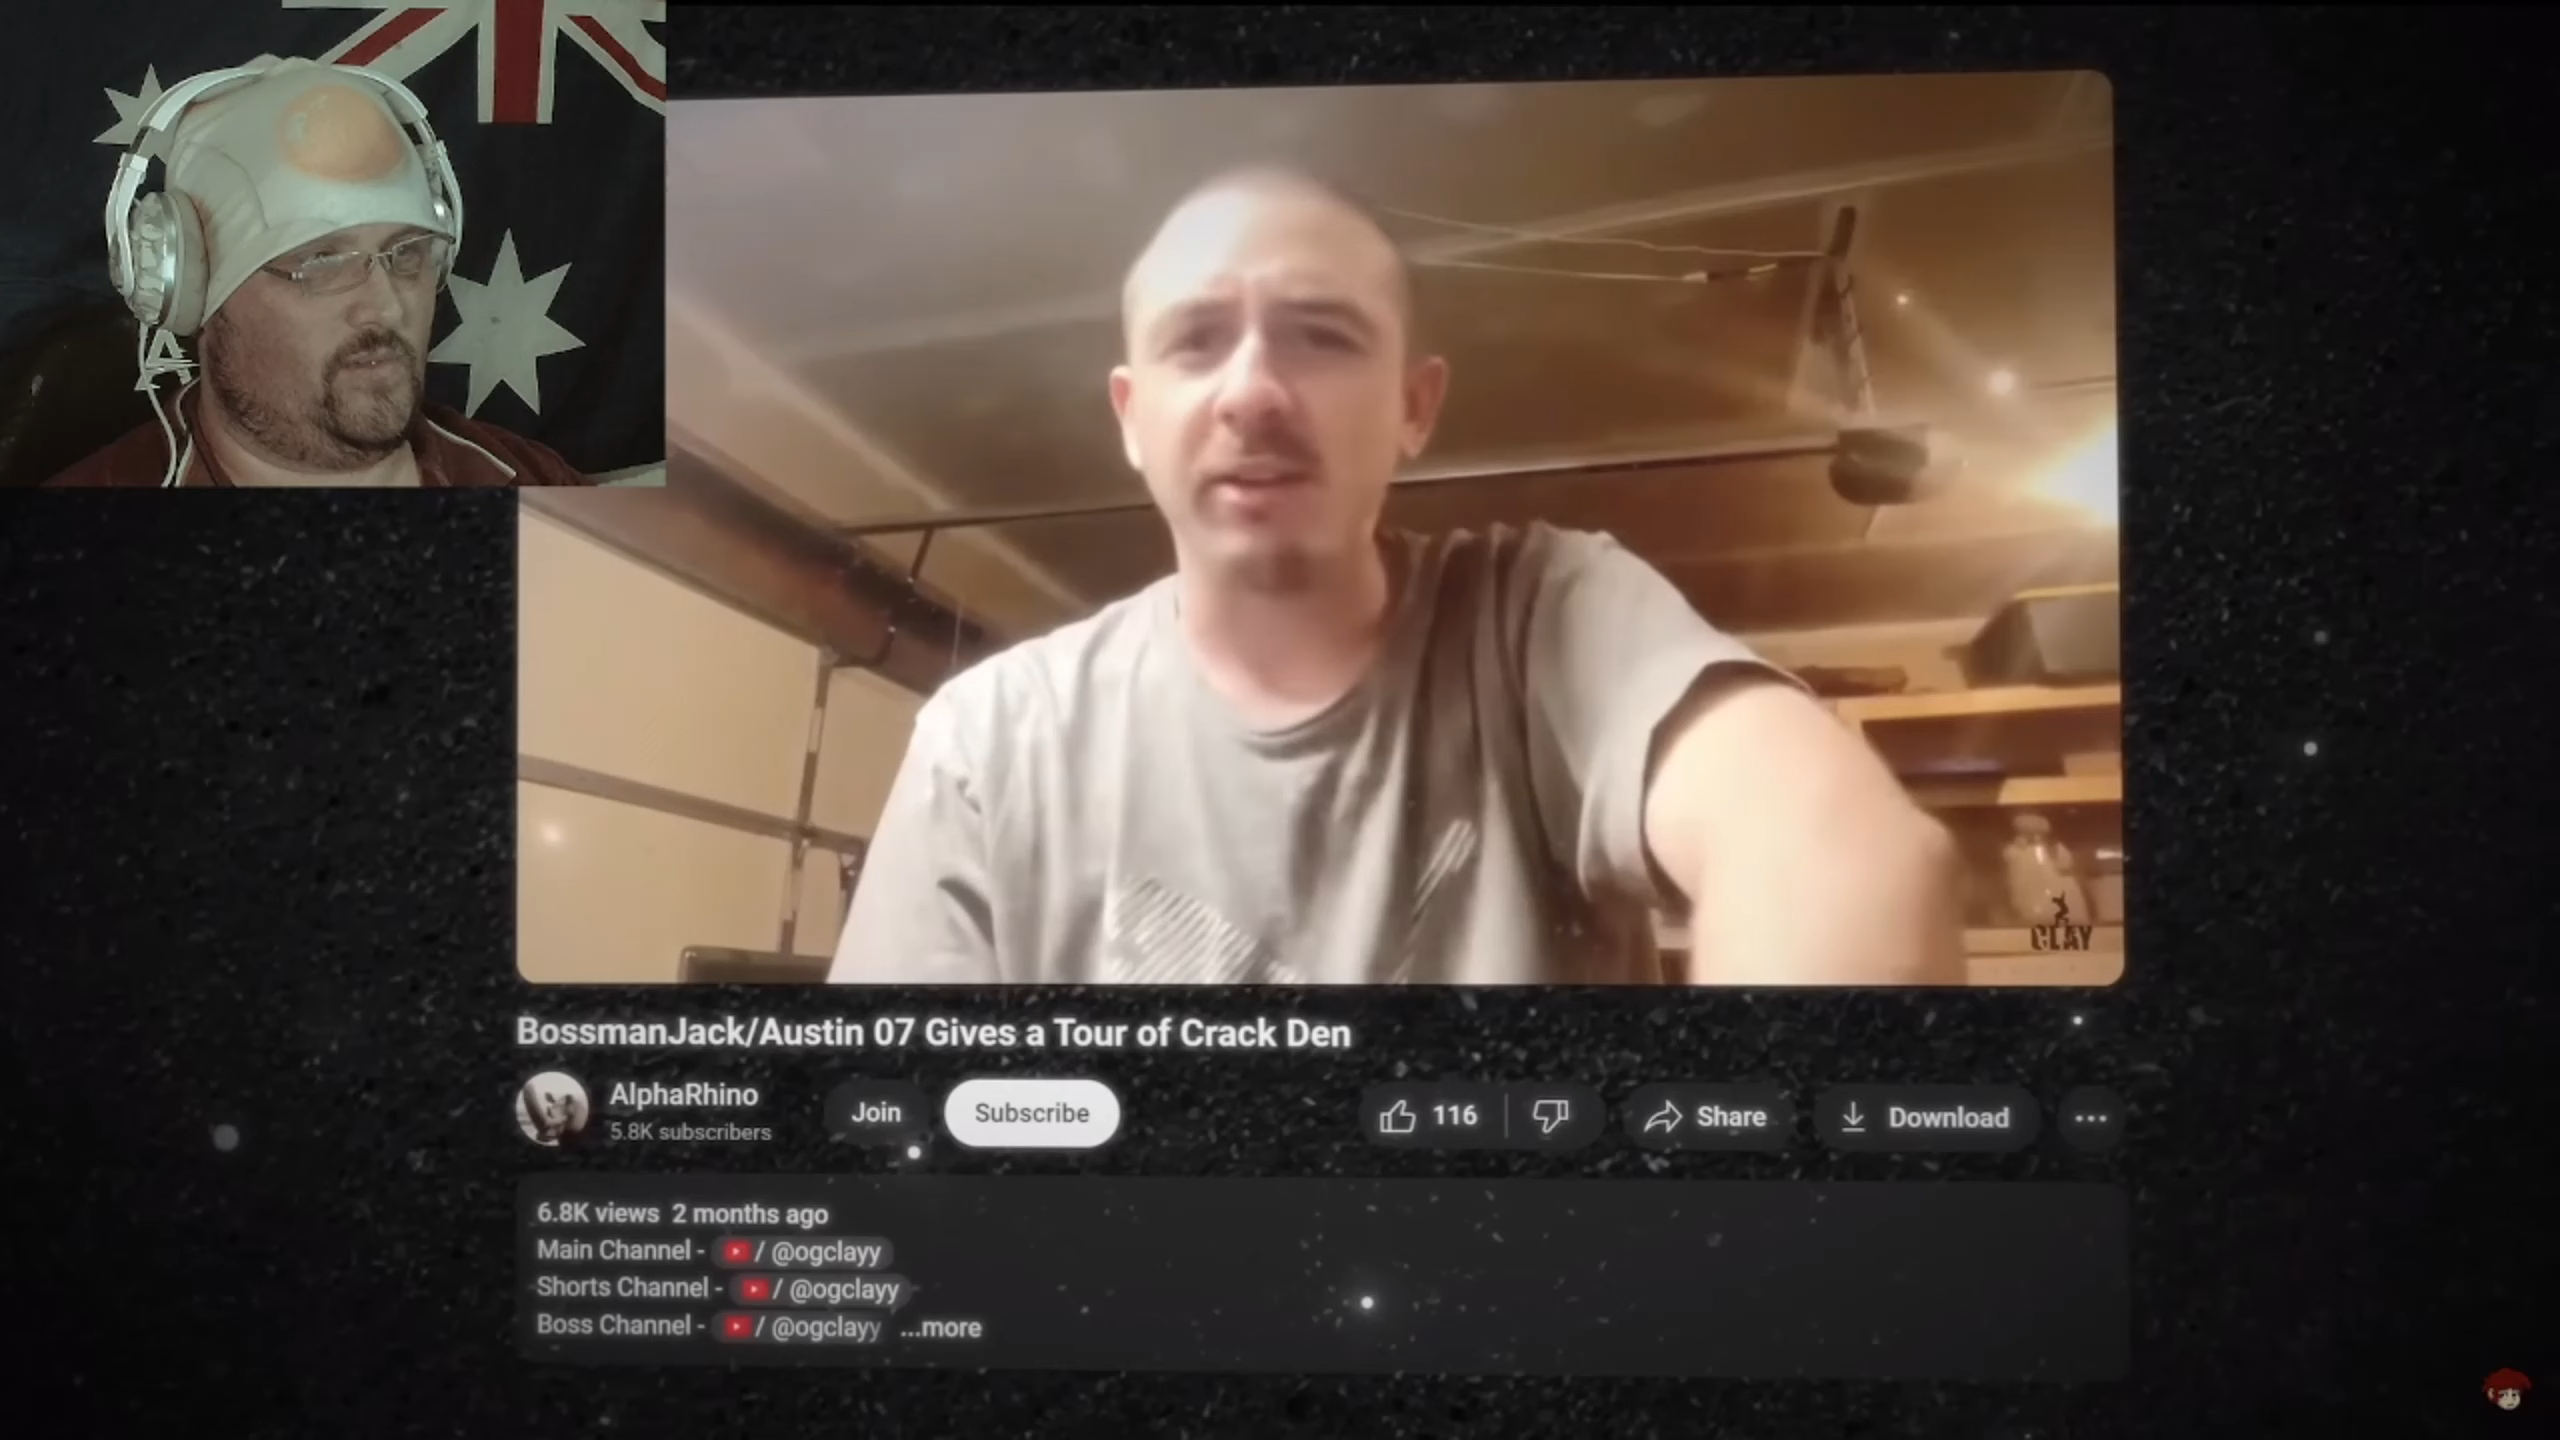 CLAY
BossmanJack/Austin 07 Gives a Tour of Crack Den
AlphaRhino
5.8K subscribers
Join
Subscribe
116
Share
Download
6.8K views 2 months ago
Main Channel - / @ogclayy
Shorts Channel - / @ogclayy
Boss Channel - / @ogclayy ...more